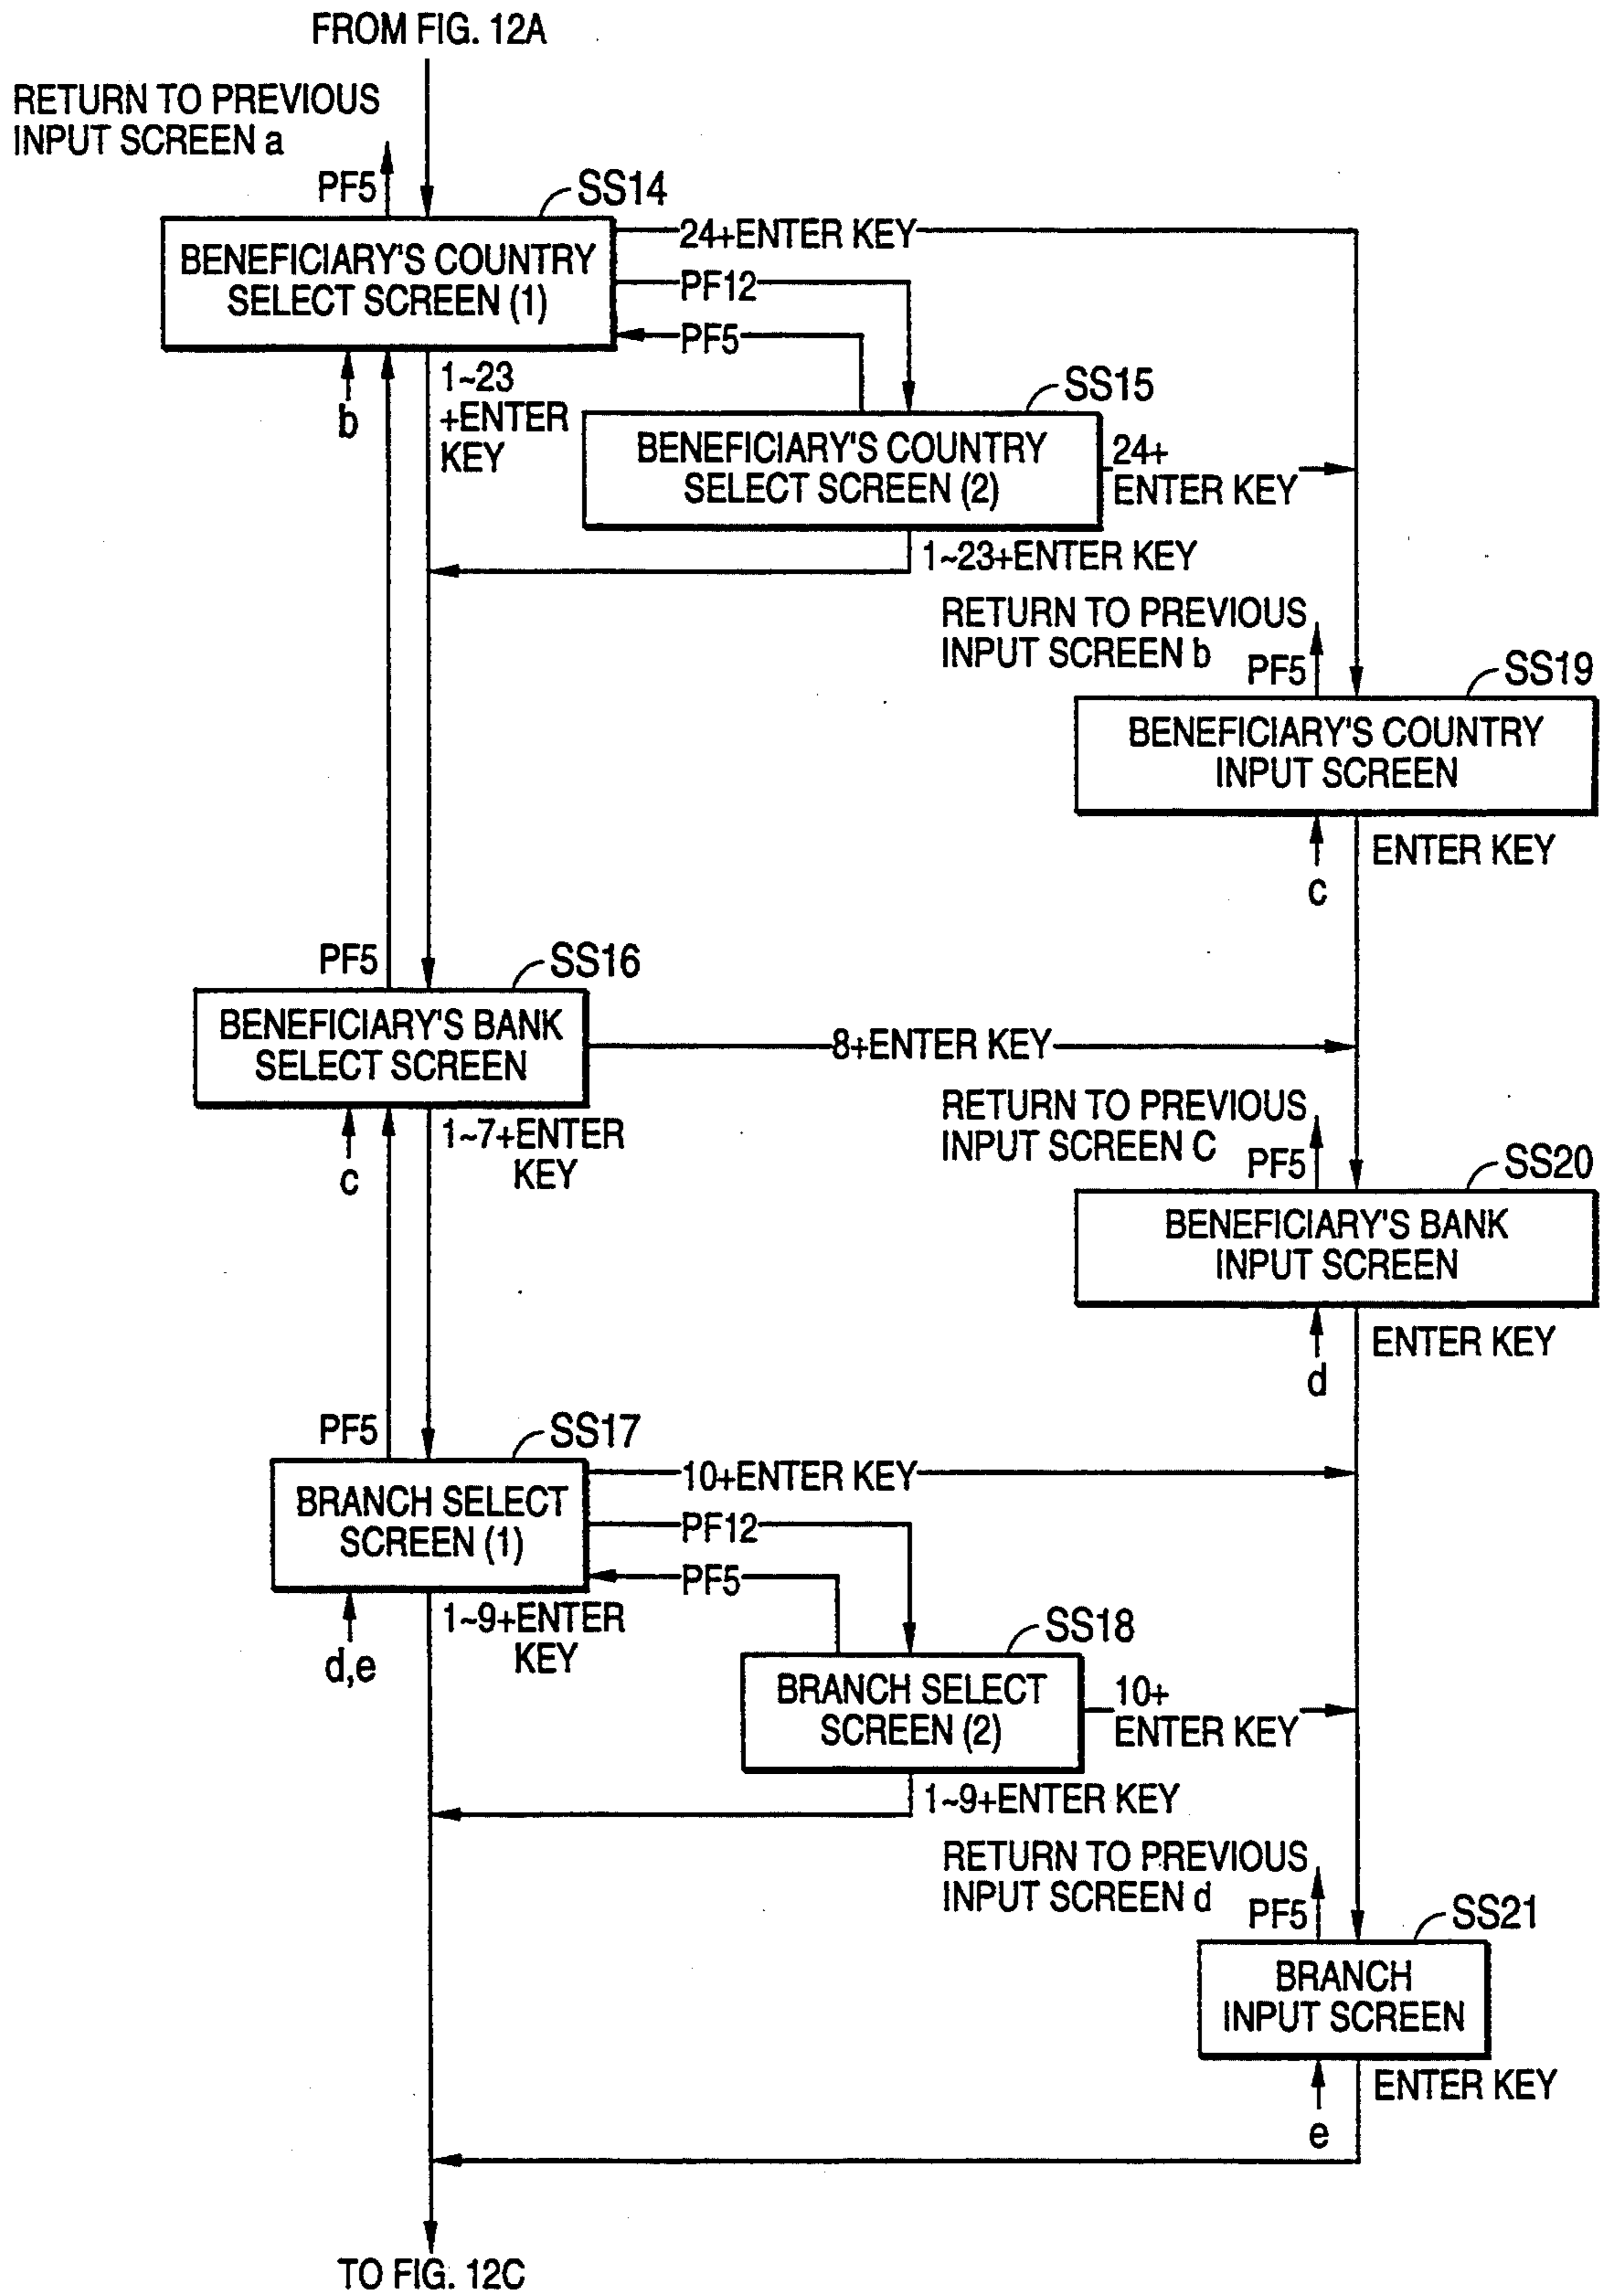 FROM FIG. 12A
RETURN TO PREVIOUS
INPUT SCREEN a
PF5
SS14
BENEFICIARY'S COUNTRY
SELECT SCREEN (1)
24+ENTER KEY
PF12
PF5
b
1~23
+ENTER
KEY
SS15
BENEFICIARY'S COUNTRY
SELECT SCREEN (2)
24+
ENTER KEY
1~23+ENTER KEY
RETURN TO PREVIOUS
INPUT SCREEN b
PF5
SS19
BENEFICIARY'S COUNTRY
INPUT SCREEN
c
ENTER KEY
PF5
SS16
BENEFICIARY'S BANK
SELECT SCREEN
8+ENTER KEY
c
1~7+ENTER
KEY
RETURN TO PREVIOUS
INPUT SCREEN C
PF5
SS20
BENEFICIARY'S BANK
INPUT SCREEN
d
ENTER KEY
PF5
SS17
BRANCH SELECT
SCREEN (1)
10+ENTER KEY
PF12
PF5
d,e
1~9+ENTER
KEY
SS18
BRANCH SELECT
SCREEN (2)
10+
ENTER KEY
1~9+ENTER KEY
RETURN TO PREVIOUS
INPUT SCREEN d
PF5
SS21
BRANCH
INPUT SCREEN
e
ENTER KEY
TO FIG. 12C